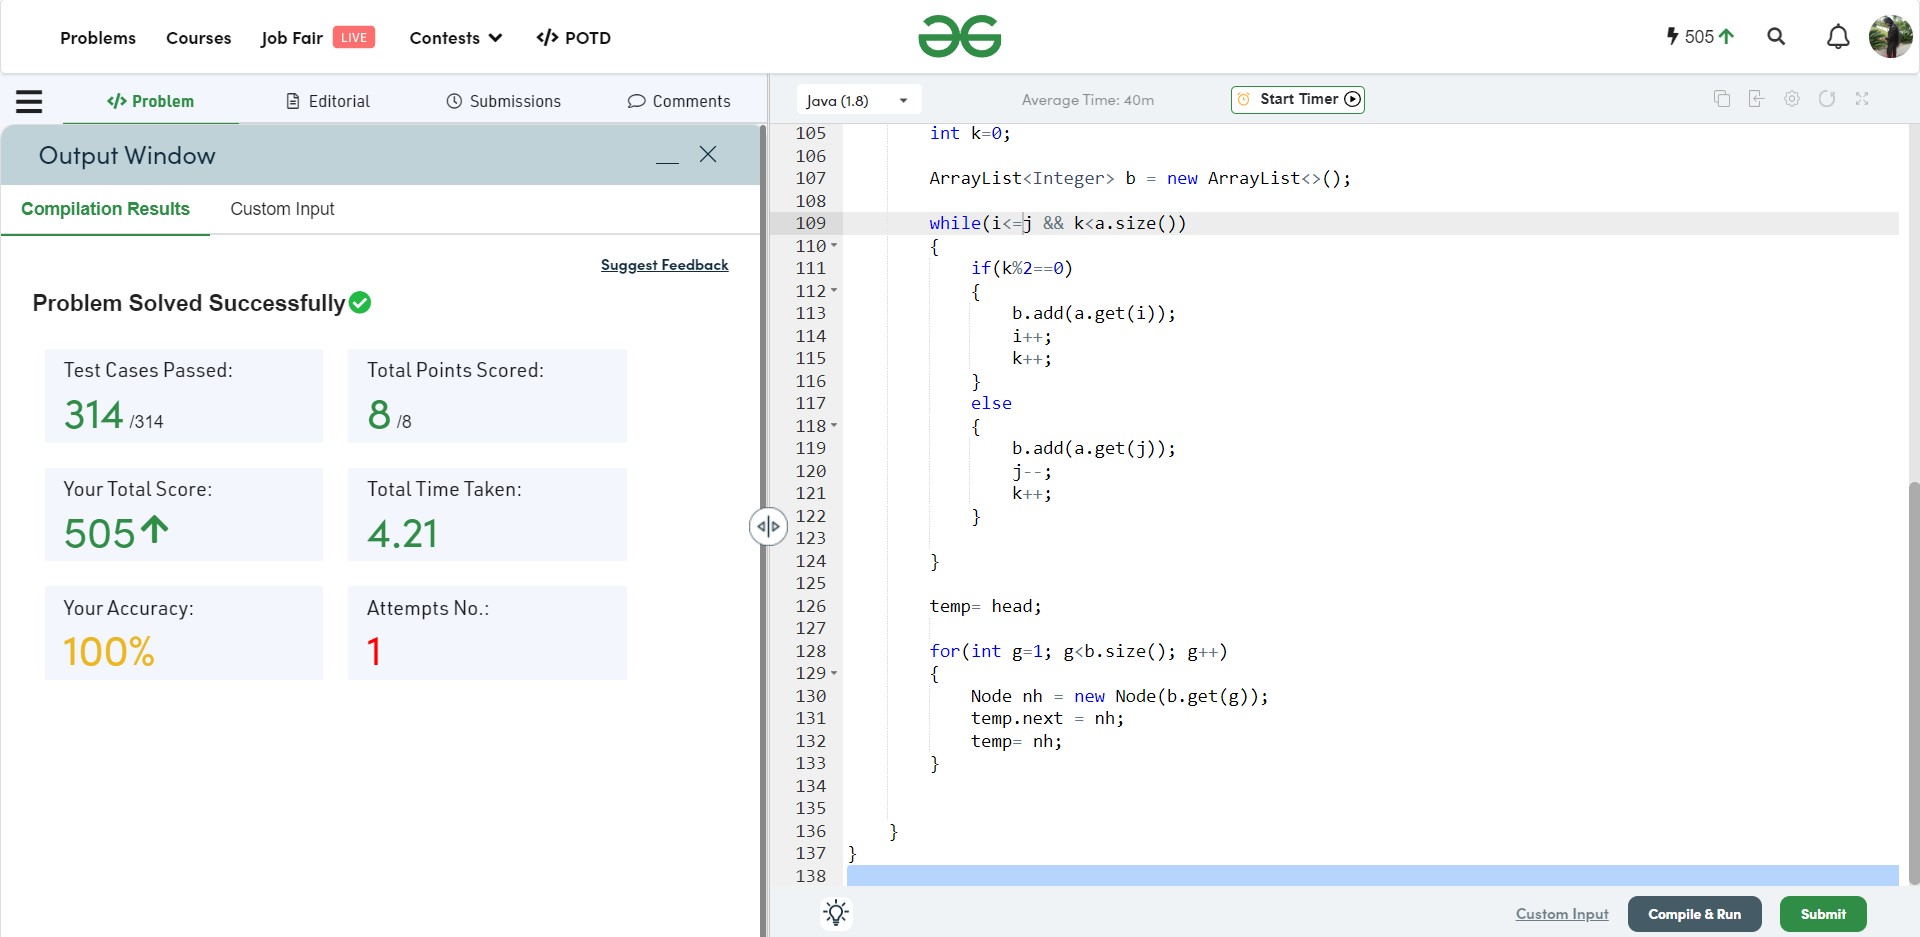 Problems Courses Job Fair LIVE Contests </> POTD 505
</> Problem Editorial Submissions Comments
Output Window
Compilation Results Custom Input
Suggest Feedback
Problem Solved Successfully
Test Cases Passed: Total Points Scored:
314 /314 8 /8
Your Total Score: Total Time Taken:
505 4.21
Your Accuracy: Attempts No.:
100% 1
Java (1.8) Average Time: 40m Start Timer
105 int k=0;
106
107 ArrayList<Integer> b = new ArrayList<>();
108
109 while(i<=j && k<a.size())
110 {
111 if(k%2==0)
112 {
113 b.add(a.get(i));
114 i++;
115 k++;
116 }
117 else
118 {
119 b.add(a.get(j));
120 j--;
121 k++;
122 }
123
124 }
125
126 temp= head;
127
128 for(int g=1; g<b.size(); g++)
129 {
130 Node nh = new Node(b.get(g));
131 temp.next = nh;
132 temp= nh;
133 }
134
135
136 }
137 }
138
Custom Input Compile & Run Submit